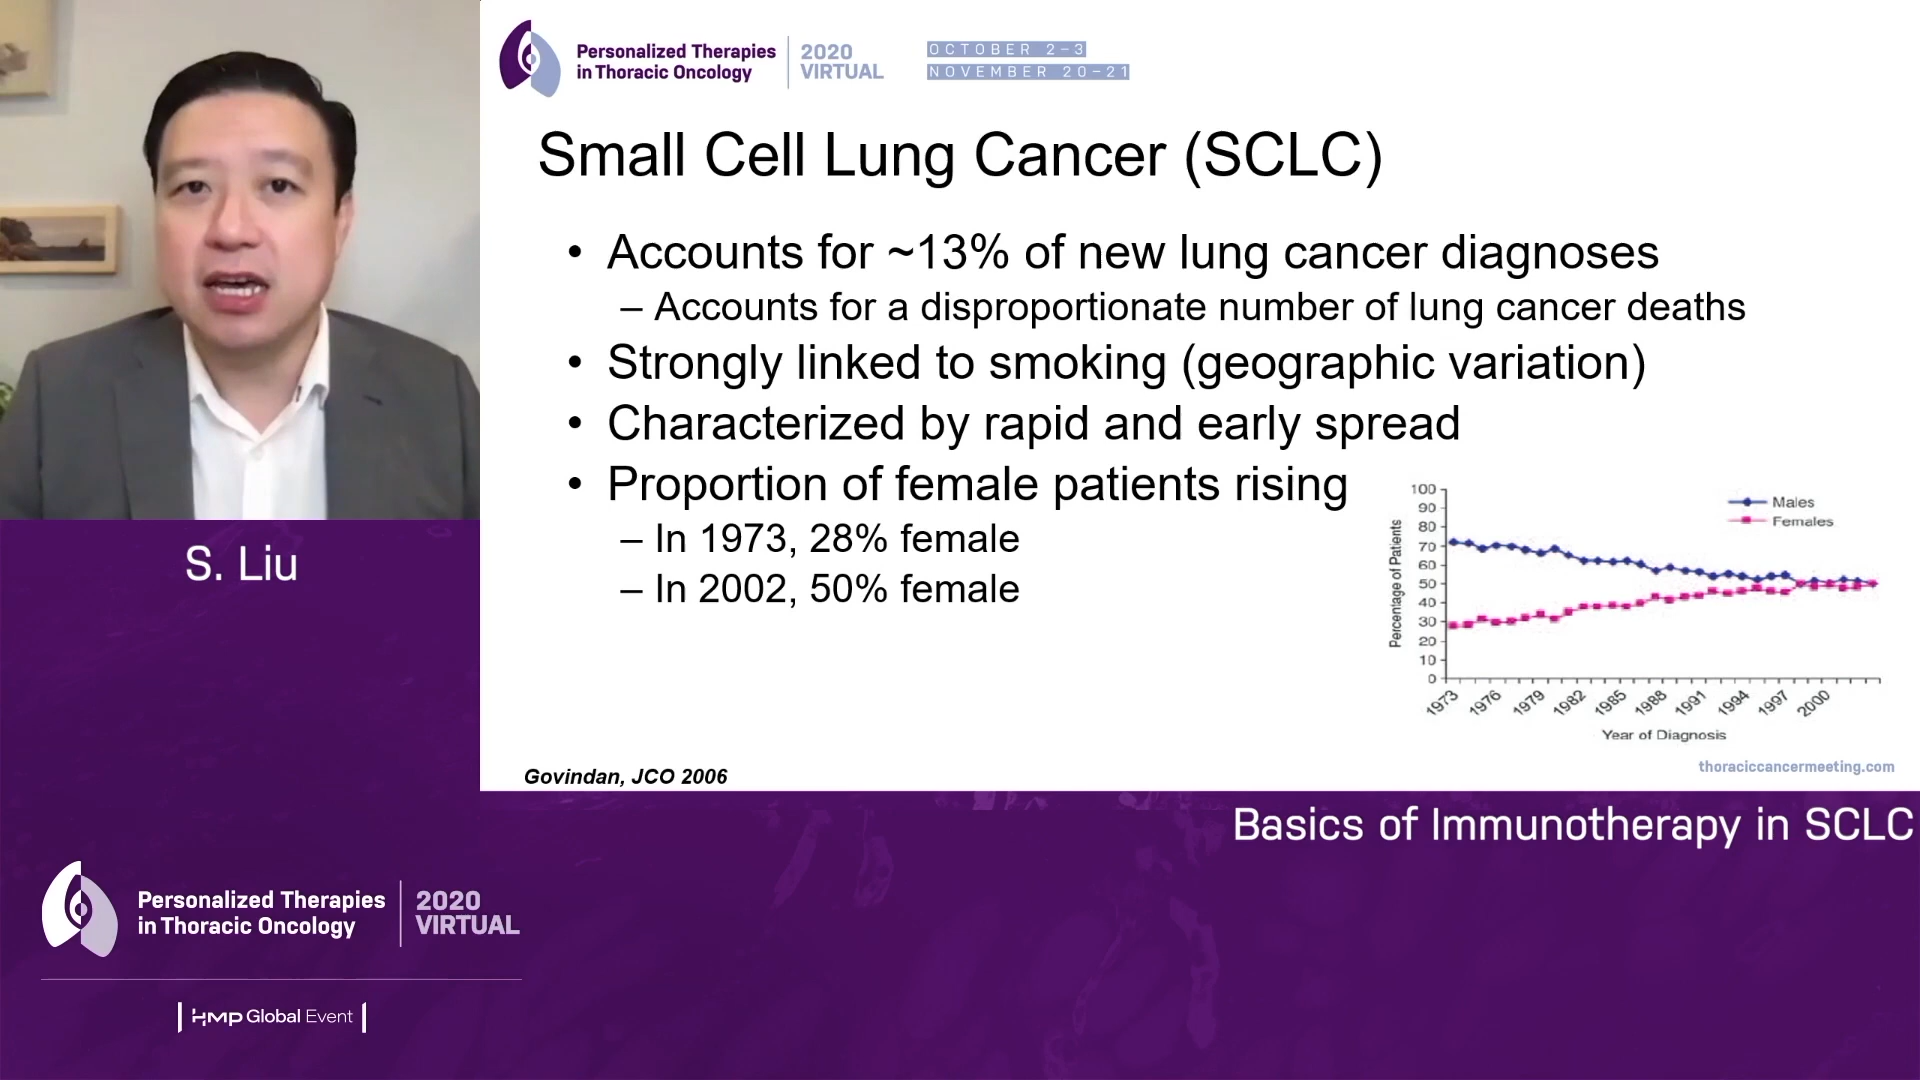 Personalized Therapies
in Thoracic Oncology
2020
VIRTUAL
OCTOBER 2-3
NOVEMBER 20-21
Small Cell Lung Cancer (SCLC)
• Accounts for ~13% of new lung cancer diagnoses
– Accounts for a disproportionate number of lung cancer deaths
• Strongly linked to smoking (geographic variation)
• Characterized by rapid and early spread
• Proportion of female patients rising
– In 1973, 28% female
– In 2002, 50% female
Males
Females
Percentage of Patients
100
90
80
70
60
50
40
30
20
10
0
1973 1976 1979 1982 1985 1988 1991 1994 1997 2000
Year of Diagnosis
Govindan, JCO 2006
thoraciccancermeeting.com
S. Liu
Basics of Immunotherapy in SCLC
Personalized Therapies
in Thoracic Oncology
2020
VIRTUAL
HMP Global Event